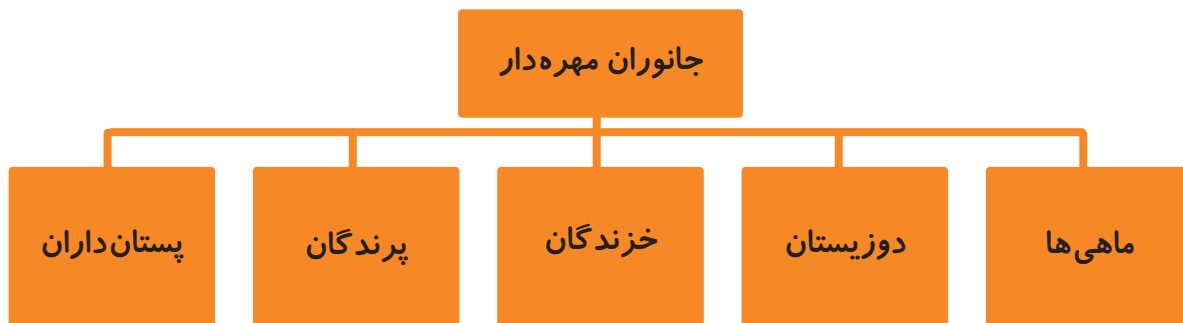 جانوران مهره‌دار
ماهی‌ها
دوزیستان
خزندگان
پرندگان
پستان‌داران